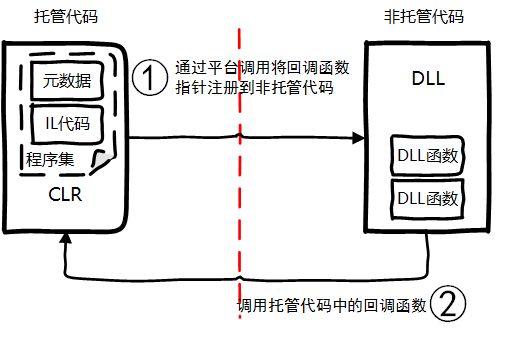 托管代码
非托管代码
元数据
IL代码
程序集
CLR
①
通过平台调用将回调函数
指针注册到非托管代码
DLL
DLL函数
DLL函数
调用托管代码中的回调函数
②